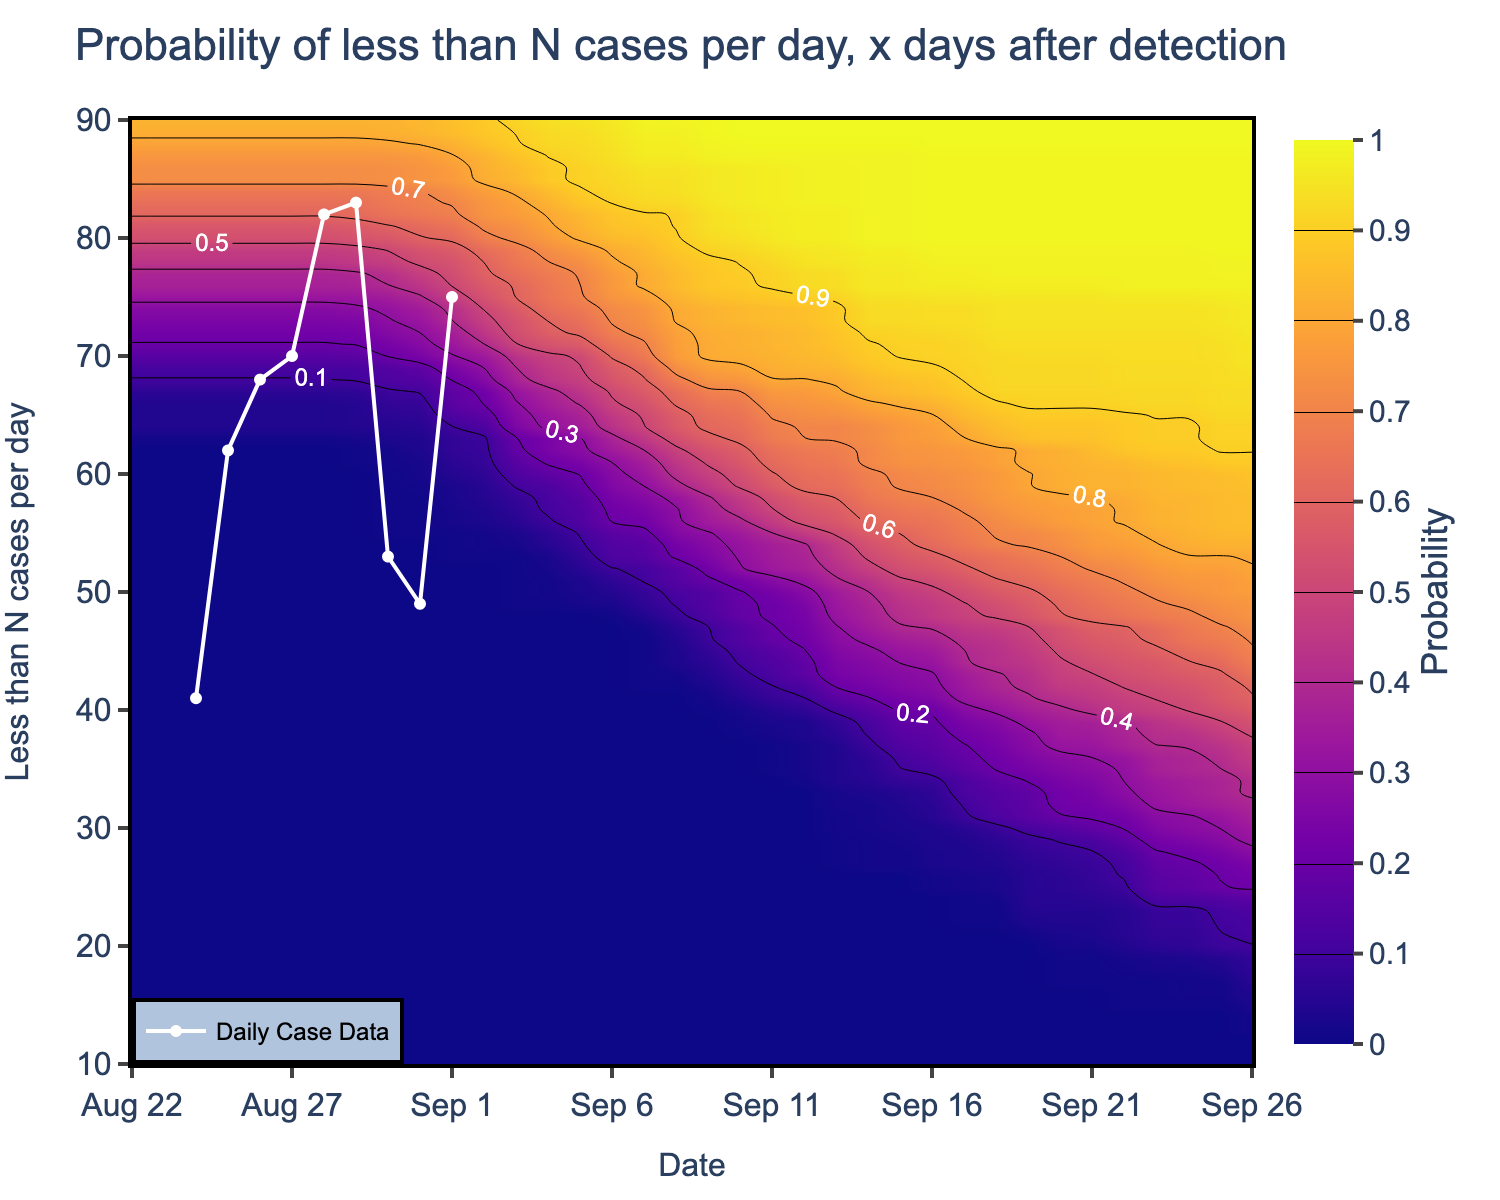 Probability of less than N cases per day, x days after detection
90
80
70
60
50
40
30
20
10
Less than N cases per day
0.7
0.5
0.9
0.1
0.3
0.8
0.6
0.2
0.4
Daily Case Data
Aug 22
Aug 27
Sep 1
Sep 6
Sep 11
Sep 16
Sep 21
Sep 26
Date
1
0.9
0.8
0.7
0.6
0.5
0.4
0.3
0.2
0.1
0
Probability